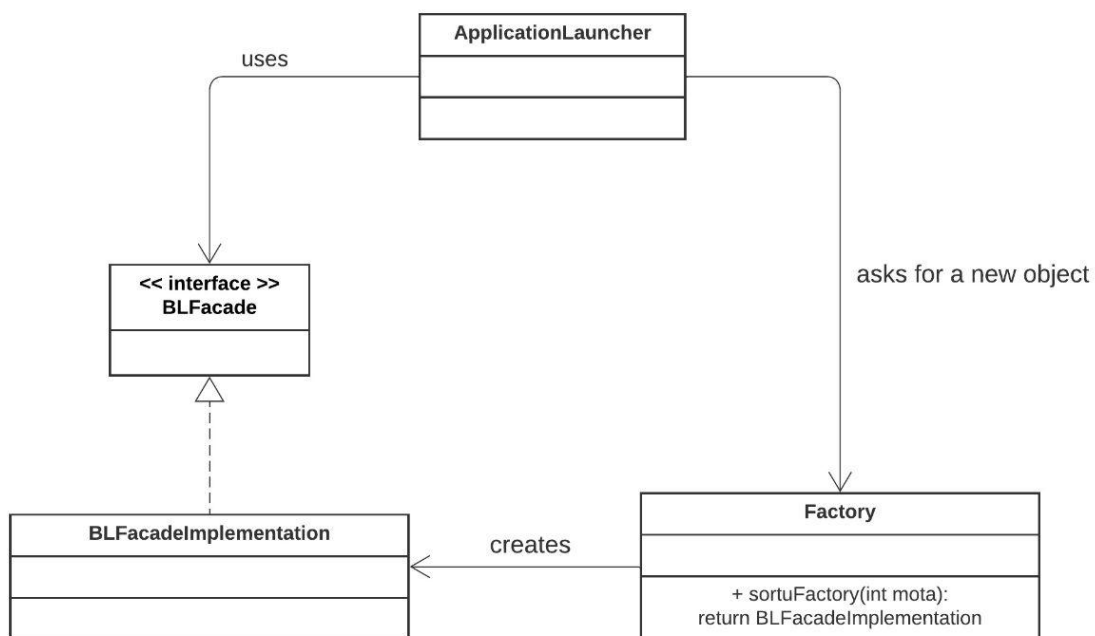 ApplicationLauncher
uses
<< interface >>
BLFacade
asks for a new object
BLFacadeImplementation
creates
Factory
+ sortuFactory(int mota):
return BLFacadeImplementation